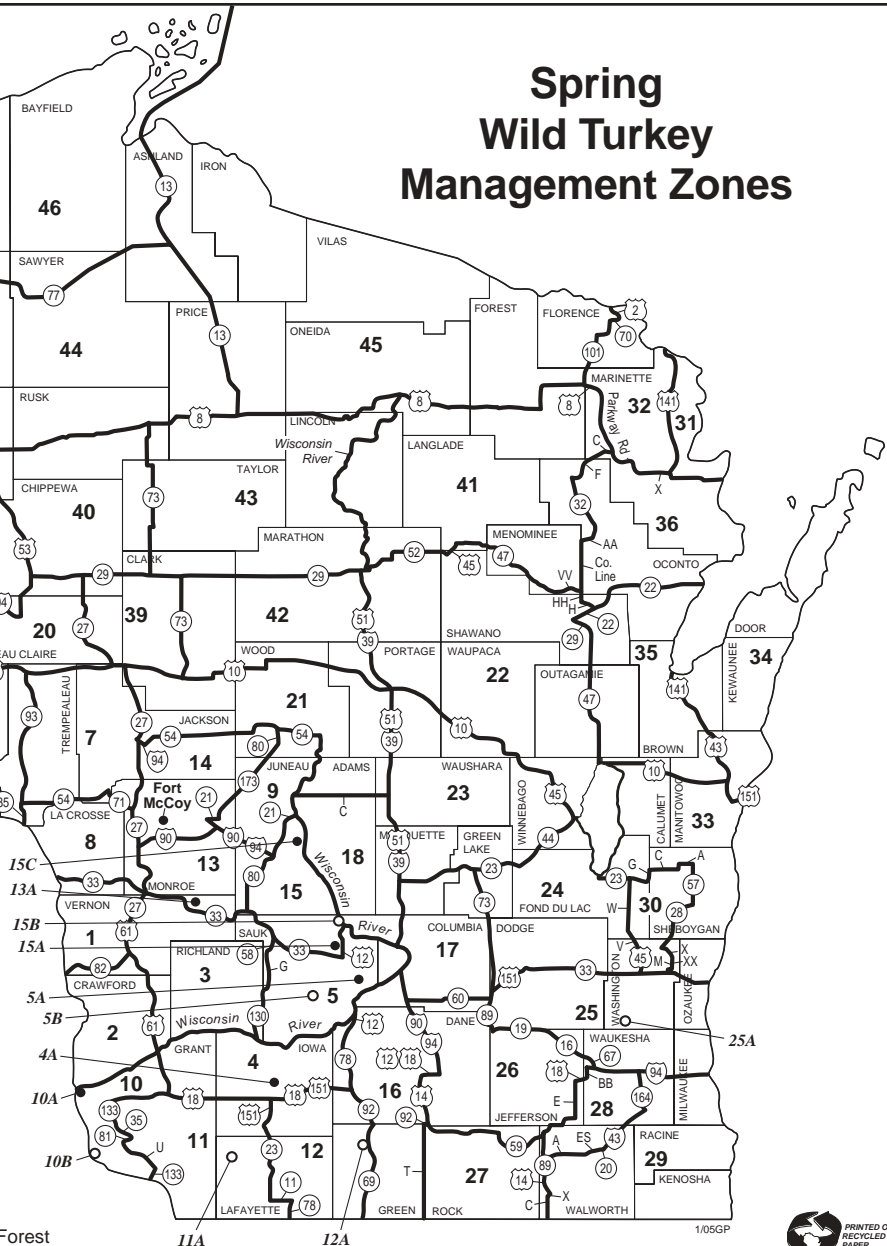 Spring
Wild Turkey
Management Zones
BAYFIELD
ASHLAND
IRON
13
46
VILAS
SAWYER
77
PRICE
FOREST
FLORENCE
2
70
13
ONEIDA
45
101
44
MARINETTE
RUSK
8
8
8
Parkway Rd
32
141
31
LINCOLN
Wisconsin
River
LANGLADE
C
F
X
TAYLOR
43
41
CHIPPEWA
40
73
32
36
53
MARATHON
MENOMINEE
AA
CLARK
52
45
47
Co.
Line
OCONTO
29
29
VV
22
39
73
42
HH
H
20
27
51
39
SHAWANO
29
22
DOOR
EAU CLAIRE
WOOD
PORTAGE
WAUPACA
35
KEWAUNEE
34
10
22
OUTAGAMIE
141
93
TREMPEALEAU
7
27
JACKSON
21
51
39
10
47
54
80
54
BROWN
43
94
14
JUNEAU
ADAMS
WAUSHARA
10
Fort
McCoy
173
9
23
WINNEBAGO
45
CALUMET
MANITOWOC
151
54
71
21
21
C
33
LA CROSSE
8
27
90
90
94
MARQUETTE
51
39
GREEN
LAKE
44
15C
18
23
23
G
C
A
13
80
Wisconsin
24
57
33
MONROE
15
73
W
30
13A
VERNON
27
33
FOND DU LAC
28
15B
River
COLUMBIA
DODGE
SHEBOYGAN
1
61
SAUK
17
V
X
15A
RICHLAND
58
33
12
45
M
XX
82
3
G
151
33
WASHINGTON
CRAWFORD
5A
5
60
OZAUKEE
5B
25
2
Wisconsin
130
River
89
61
12
90
DANE
19
25A
4A
GRANT
4
IOWA
94
16
WAUKESHA
67
10
78
12
18
26
18
94
10A
18
18
151
16
BB
133
35
151
14
E
28
164
MILWAUKEE
81
11
12
92
92
JEFFERSON
59
43
RACINE
U
23
A
ES
29
10B
27
89
20
133
T
14
KENOSHA
11
69
X
78
C
LAFAYETTE
GREEN
ROCK
WALWORTH
1/05GP
Forest
11A
12A
PRINTED O
RECYCLED
PAPER